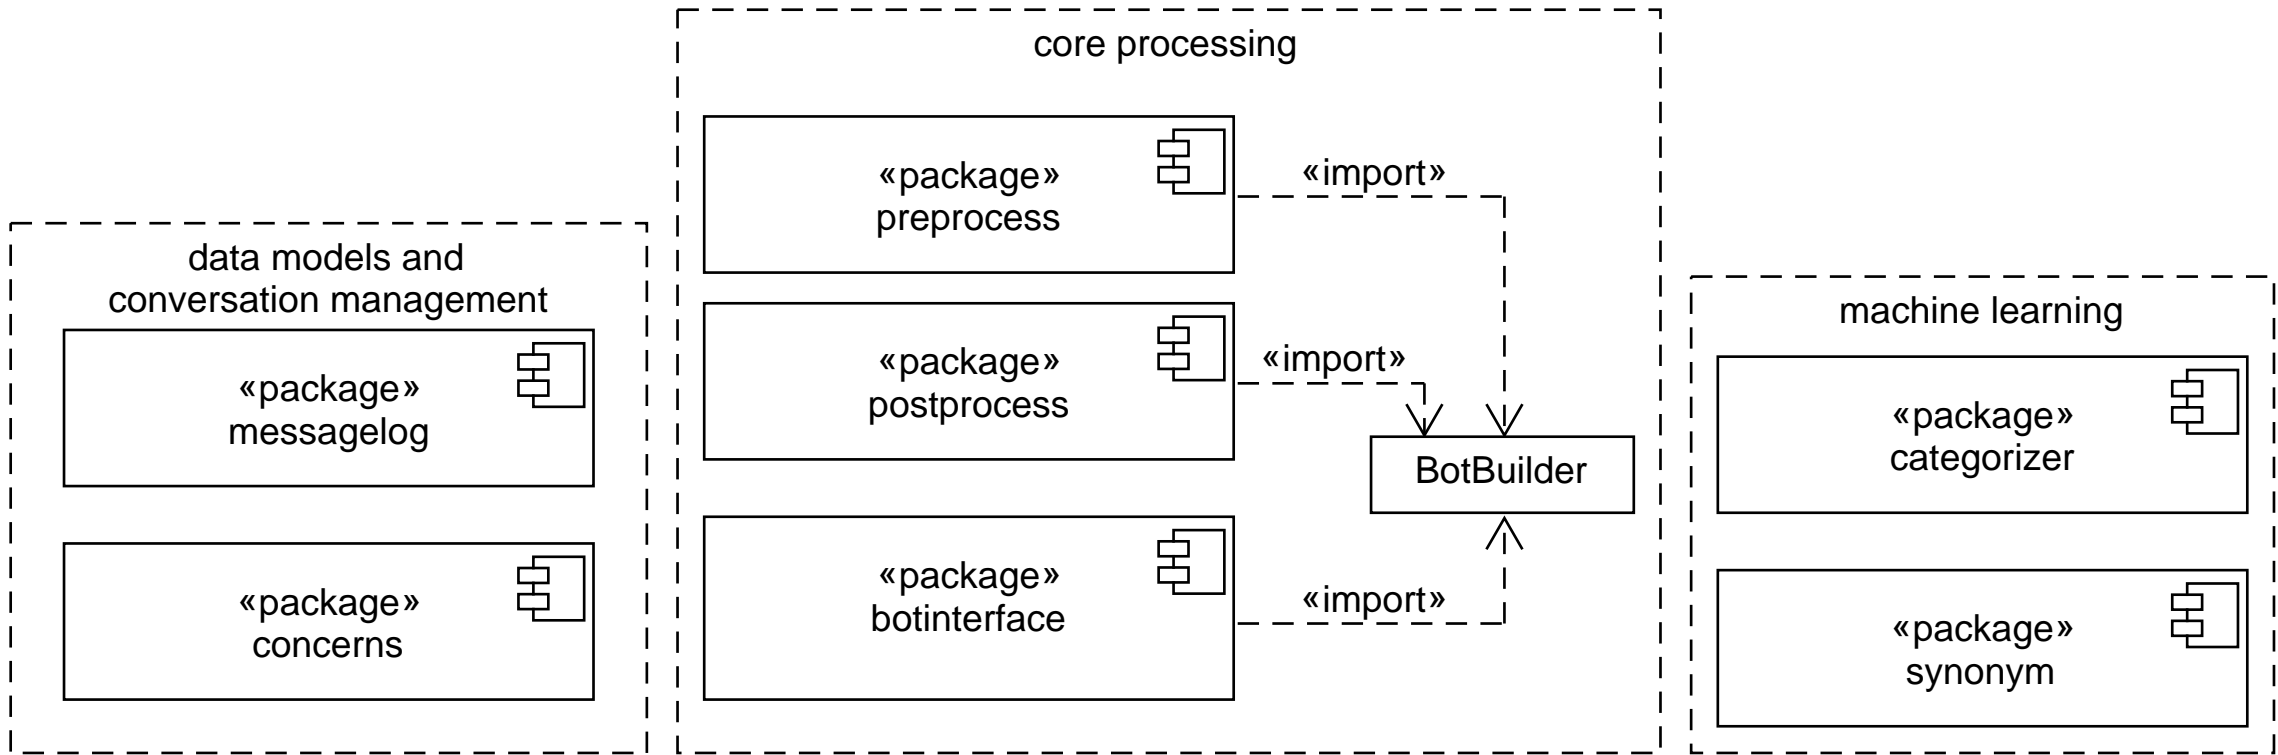 data models and
conversation management
«package»
messagelog
«package»
concerns
core processing
«package»
preprocess
«import»
«package»
postprocess
«import»
BotBuilder
«package»
botinterface
«import»
machine learning
«package»
categorizer
«package»
synonym